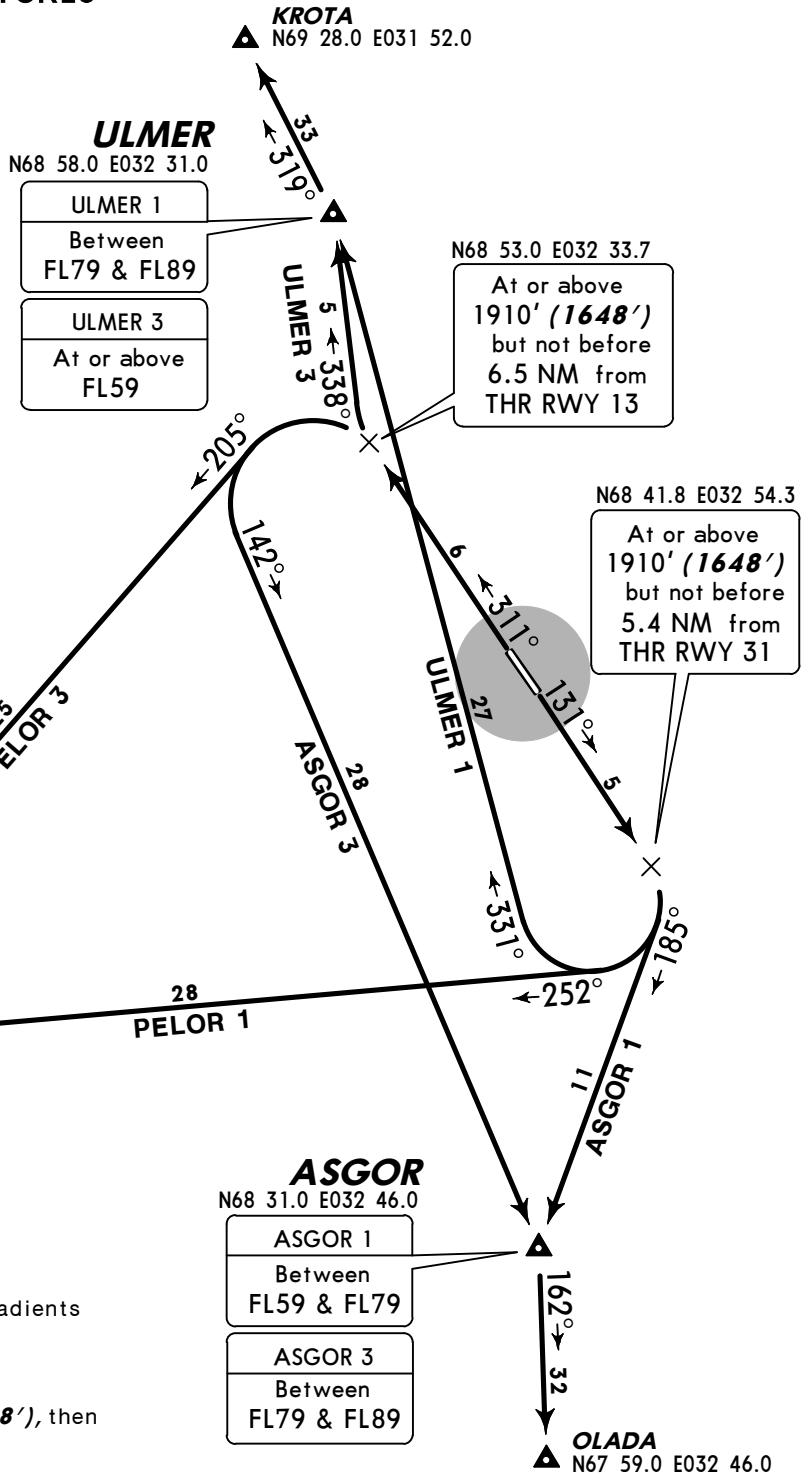 KROTA
N69 28.0 E031 52.0
33
←319°
ULMER
N68 58.0 E032 31.0
ULMER 1
Between
FL79 & FL89
ULMER 3
At or above
FL59
ULMER 3
5
←338°
N68 53.0 E032 33.7
At or above
1910' (1648')
but not before
6.5 NM from
THR RWY 13
←205°
142°→
N68 41.8 E032 54.3
At or above
1910' (1648')
but not before
5.4 NM from
THR RWY 31
6
←311°
131°→
5
ULMER 1
27
ASGOR 3
28
←331°
←185°
←252°
28
PELOR 1
11
ASGOR 1
ASGOR
N68 31.0 E032 46.0
ASGOR 1
Between
FL59 & FL79
ASGOR 3
Between
FL79 & FL89
162°→
32
adients
8'), then
OLADA
N67 59.0 E032 46.0